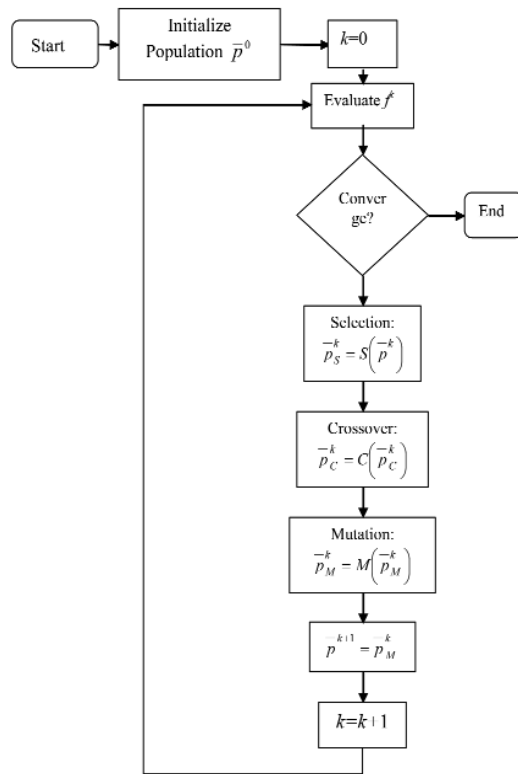 Start
Initialize
Population p̅⁰
k=0
Evaluate fᵏ
Conver
ge?
End
Selection:
p̅_S^k = S(p̅^k)
Crossover:
p̅_C^k = C(p̅_C^k)
Mutation:
p̅_M^k = M(p̅_M^k)
p̅^{k+1} = p̅_M^k
k=k+1